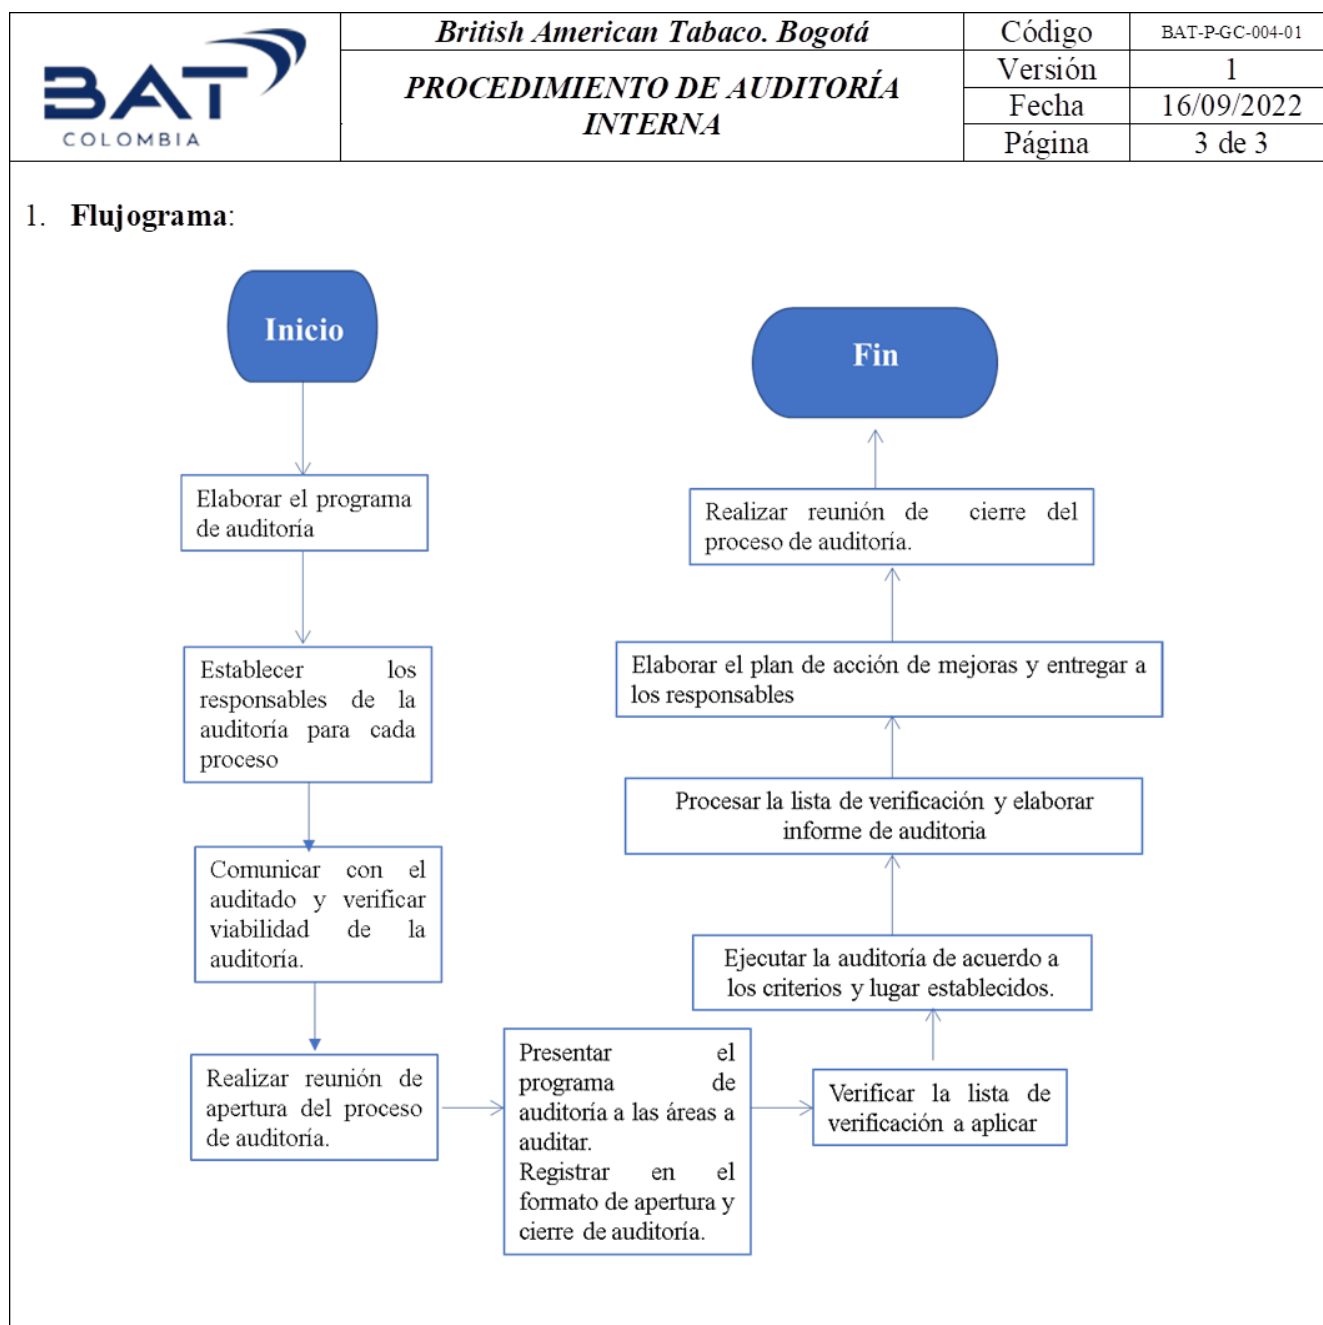 BAT
COLOMBIA
British American Tabaco. Bogotá
PROCEDIMIENTO DE AUDITORÍA
INTERNA
Código
BAT-P-GC-004-01
Versión
1
Fecha
16/09/2022
Página
3 de 3
1. Flujograma:
Inicio
Elaborar el programa
de auditoría
Establecer los
responsables de la
auditoría para cada
proceso
Comunicar con el
auditado y verificar
viabilidad de la
auditoría.
Realizar reunión de
apertura del proceso
de auditoría.
Presentar el
programa de
auditoría a las áreas a
auditar.
Registrar en el
formato de apertura y
cierre de auditoría.
Verificar la lista de
verificación a aplicar
Ejecutar la auditoría de acuerdo a
los criterios y lugar establecidos.
Procesar la lista de verificación y elaborar
informe de auditoria
Elaborar el plan de acción de mejoras y entregar a
los responsables
Realizar reunión de cierre del
proceso de auditoría.
Fin